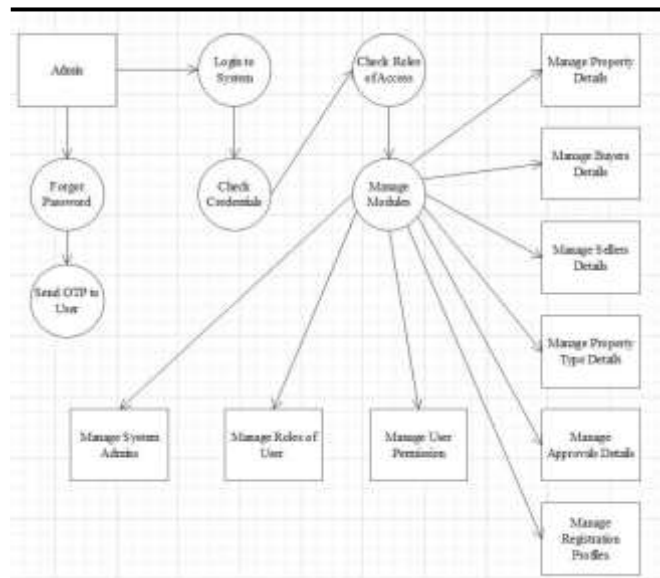 Admin
Login to
System
Check Roles
of Access
Manage Property
Details
Forgot
Password
Check
Credentials
Manage
Modules
Manage Buyers
Details
Manage Sellers
Details
Send OTP to
User
Manage Property
Type Details
Manage System
Admins
Manage Roles of
User
Manage User
Permission
Manage
Approvals Details
Manage
Registration
Profiles